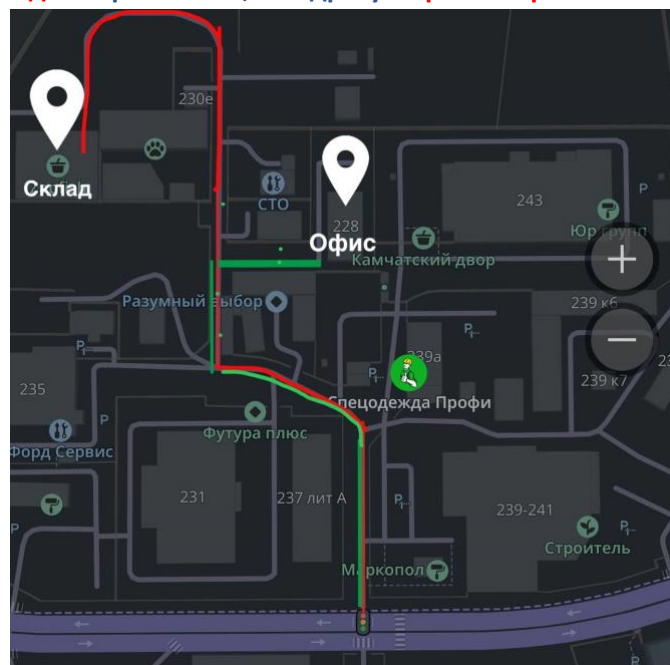 230е
Склад
СТО
243
228
Офис
Юр групп
Камчатский двор
Разумный выбор
239 к6
239а
235
239 к7
Спецодежда Профи
Футура плюс
Форд Сервис
231
237 лит А
239-241
Строитель
Маркопол
P
P
P
P
P
P
P
P
P
P